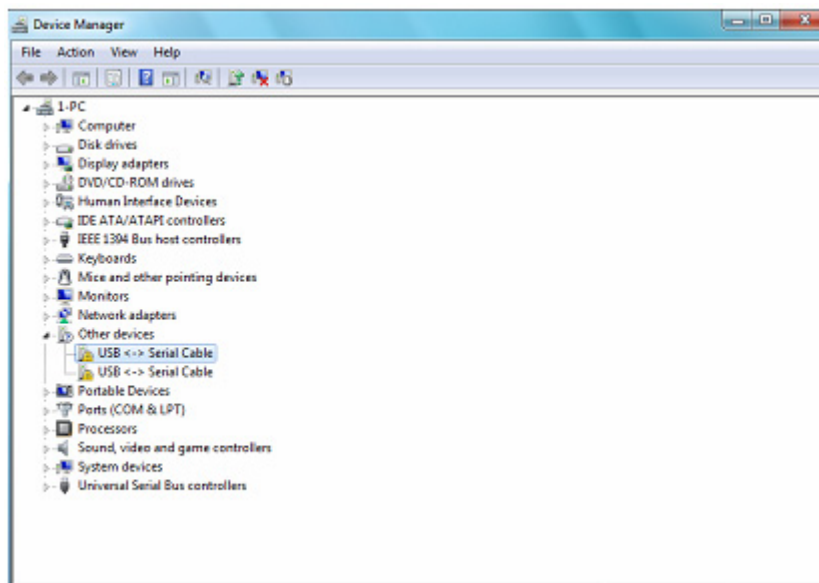 Device Manager
File Action View Help
1-PC
Computer
Disk drives
Display adapters
DVD/CD-ROM drives
Human Interface Devices
IDE ATA/ATAPI controllers
IEEE 1394 Bus host controllers
Keyboards
Mice and other pointing devices
Monitors
Network adapters
Other devices
USB <-> Serial Cable
USB <-> Serial Cable
Portable Devices
Ports (COM & LPT)
Processors
Sound, video and game controllers
System devices
Universal Serial Bus controllers